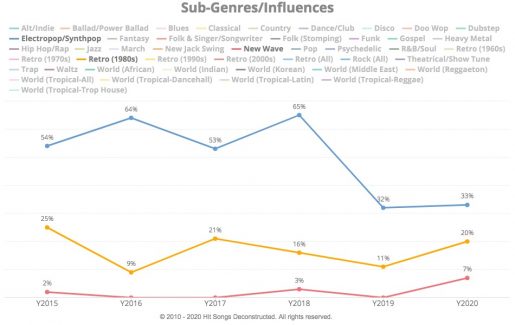 Sub-Genres/Influences
Alt/Indie Ballad/Power Ballad Blues Classical Country Dance/Club Disco Doo Wop Dubstep
Electropop/Synthpop Fantasy Folk & Singer/Songwriter Folk (Stomping) Funk Gospel Heavy Metal
Hip Hop/Rap Jazz March New Jack Swing New Wave Pop Psychedelic R&B/Soul Retro (1960s)
Retro (1970s) Retro (1980s) Retro (1990s) Retro (2000s) Retro (All) Rock (All) Theatrical/Show Tune
Trap Waltz World (African) World (Indian) World (Korean) World (Middle East) World (Reggaeton)
World (Tropical-All) World (Tropical-Dancehall) World (Tropical-Latin) World (Tropical-Reggae)
World (Tropical-Trop House)
54% 64% 53% 65% 32% 33%
25% 9% 21% 16% 11% 20%
2% 3% 7%
Y2015 Y2016 Y2017 Y2018 Y2019 Y2020
© 2010 - 2020 Hit Songs Deconstructed. All rights reserved.